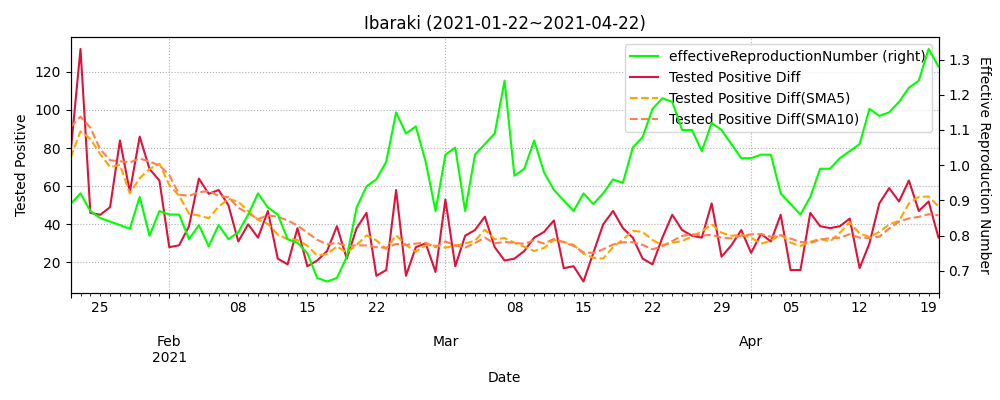 Ibaraki (2021-01-22~2021-04-22)
effectiveReproductionNumber (right)
Tested Positive Diff
Tested Positive Diff(SMA5)
Tested Positive Diff(SMA10)
Tested Positive
120
100
80
60
40
20
Effective Reproduction Number
1.3
1.2
1.1
1.0
0.9
0.8
0.7
25 08 15 22 08 15 22 29 05 12 19
Feb Mar Apr
2021
Date